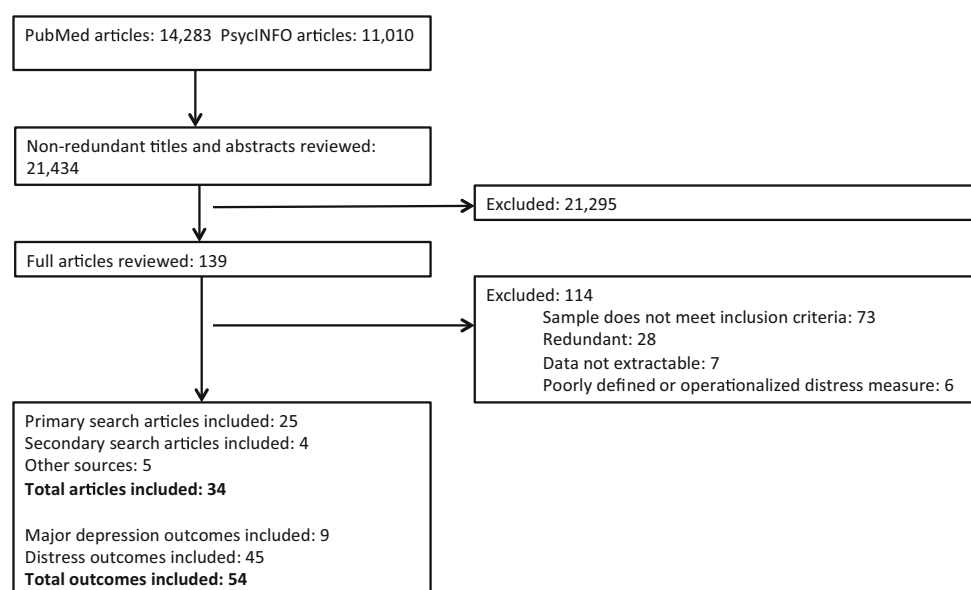 PubMed articles: 14,283 PsycINFO articles: 11,010
Non-redundant titles and abstracts reviewed:
21,434
Excluded: 21,295
Full articles reviewed: 139
Excluded: 114
Sample does not meet inclusion criteria: 73
Redundant: 28
Data not extractable: 7
Poorly defined or operationalized distress measure: 6
Primary search articles included: 25
Secondary search articles included: 4
Other sources: 5
Total articles included: 34
Major depression outcomes included: 9
Distress outcomes included: 45
Total outcomes included: 54